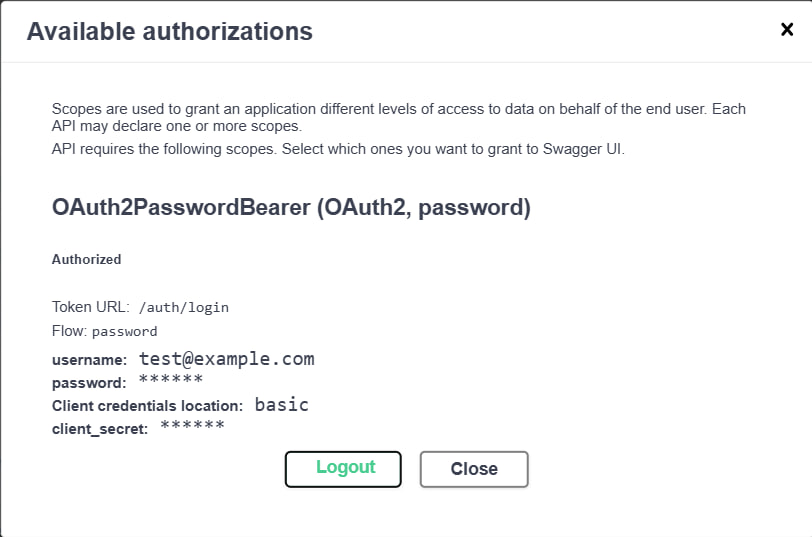 Available authorizations
Scopes are used to grant an application different levels of access to data on behalf of the end user. Each
API may declare one or more scopes.
API requires the following scopes. Select which ones you want to grant to Swagger UI.
OAuth2PasswordBearer (OAuth2, password)
Authorized
Token URL: /auth/login
Flow: password
username: test@example.com
password: ******
Client credentials location: basic
client_secret: ******
Logout Close